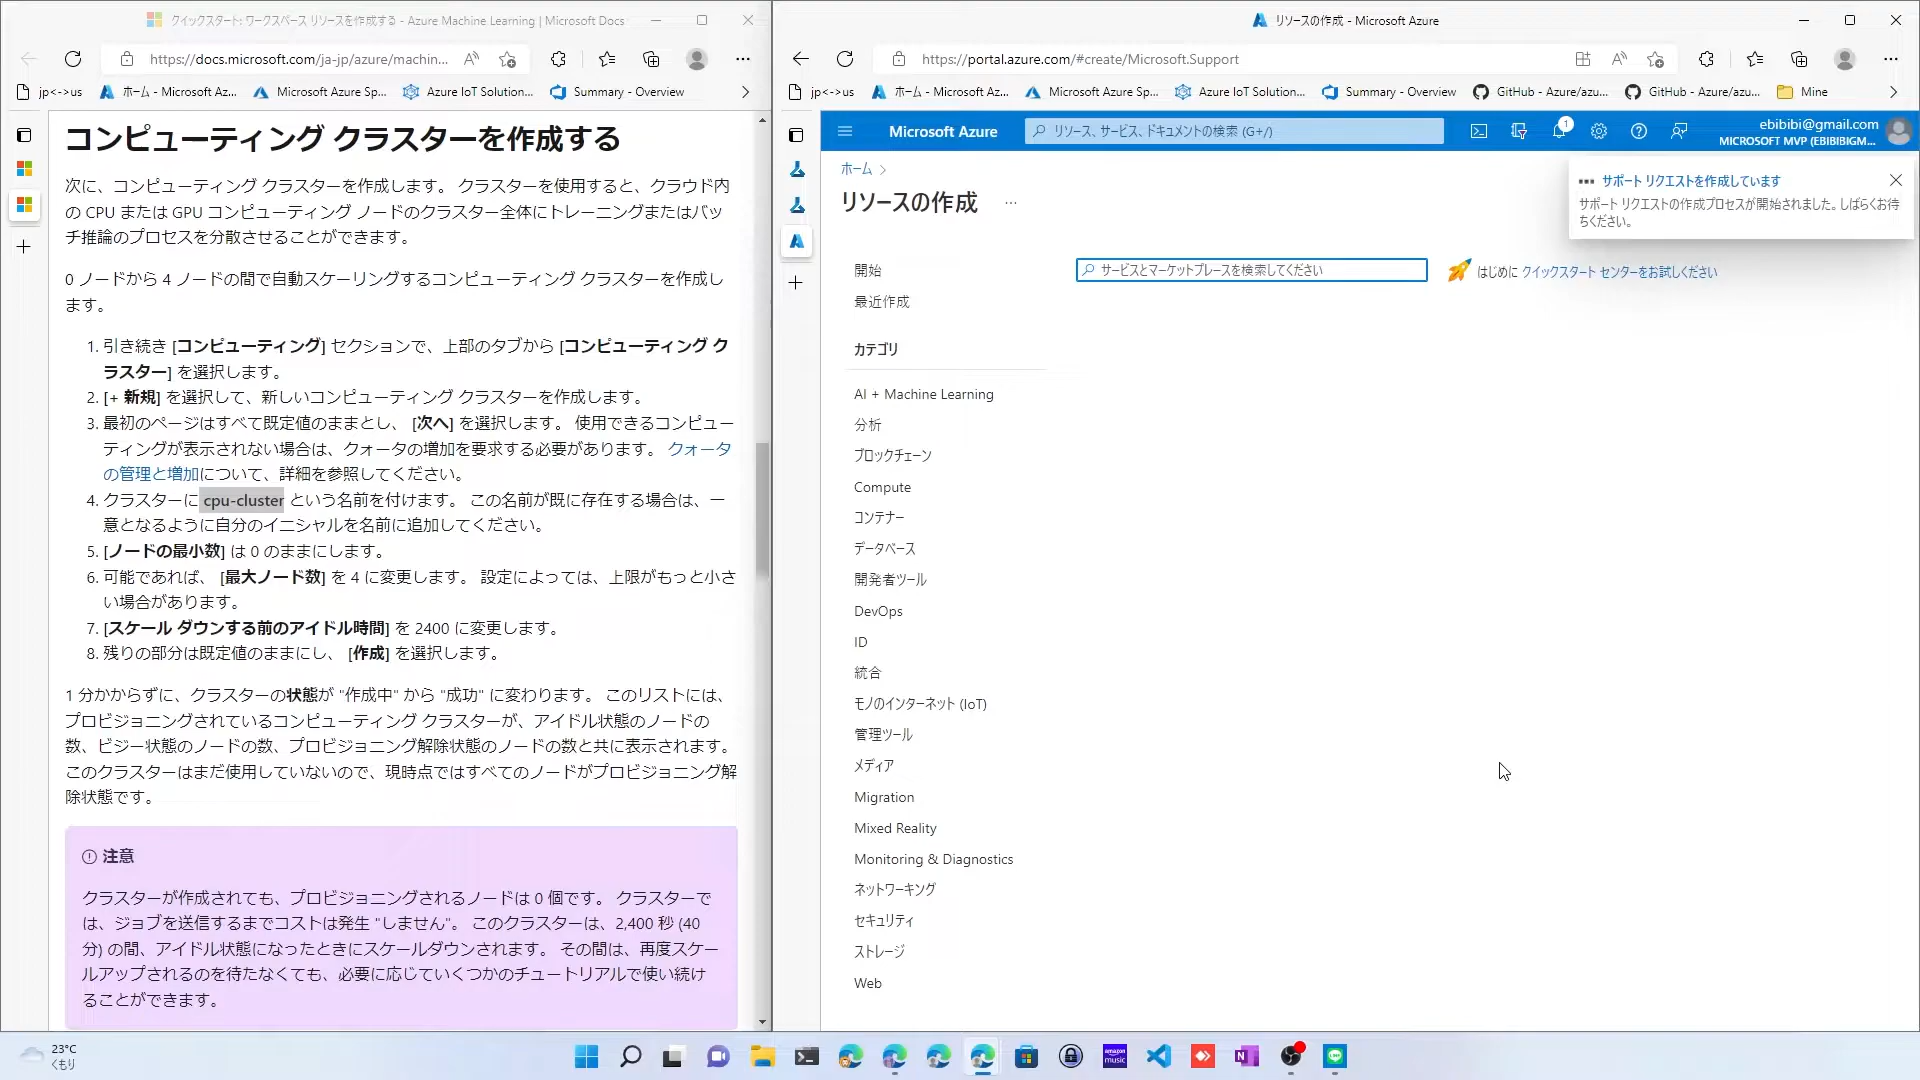 クイックスタート: ワークスペース リソースを作成する - Azure Machine Learning | Microsoft Docs
https://docs.microsoft.com/ja-jp/azure/machin...
jp<->us
ホーム - Microsoft Az...
Microsoft Azure Sp...
Azure IoT Solution...
Summary - Overview
コンピューティング クラスターを作成する
次に、コンピューティング クラスターを作成します。 クラスターを使用すると、クラウド内
の CPU または GPU コンピューティング ノードのクラスター全体にトレーニングまたはバッ
チ推論のプロセスを分散させることができます。
0 ノードから 4 ノードの間で自動スケーリングするコンピューティング クラスターを作成し
ます。
1. 引き続き [コンピューティング] セクションで、上部のタブから [コンピューティング ク
ラスター] を選択します。
2. [+ 新規] を選択して、新しいコンピューティング クラスターを作成します。
3. 最初のページはすべて既定値のままとし、 [次へ] を選択します。 使用できるコンピュー
ティングが表示されない場合は、クォータの増加を要求する必要があります。 クォータ
の管理と増加について、詳細を参照してください。
4. クラスターに cpu-cluster という名前を付けます。 この名前が既に存在する場合は、一
意となるように自分のイニシャルを名前に追加してください。
5. [ノードの最小数] は 0 のままにします。
6. 可能であれば、 [最大ノード数] を 4 に変更します。 設定によっては、上限がもっと小さ
い場合があります。
7. [スケール ダウンする前のアイドル時間] を 2400 に変更します。
8. 残りの部分は既定値のままにし、 [作成] を選択します。
1 分かからずに、クラスターの状態が "作成中" から "成功" に変わります。 このリストには、
プロビジョニングされているコンピューティング クラスターが、アイドル状態のノードの
数、ビジー状態のノードの数、プロビジョニング解除状態のノードの数と共に表示されます。
このクラスターはまだ使用していないので、現時点ではすべてのノードがプロビジョニング解
除状態です。
注意
クラスターが作成されても、プロビジョニングされるノードは 0 個です。 クラスターで
は、ジョブを送信するまでコストは発生 "しません"。 このクラスターは、2,400 秒 (40
分) の間、アイドル状態になったときにスケールダウンされます。 その間は、再度スケー
ルアップされるのを待たなくても、必要に応じていくつかのチュートリアルで使い続け
ることができます。
リソースの作成 - Microsoft Azure
https://portal.azure.com/#create/Microsoft.Support
jp<->us
ホーム - Microsoft Az...
Microsoft Azure Sp...
Azure IoT Solution...
Summary - Overview
GitHub - Azure/azu...
GitHub - Azure/azu...
Mine
Microsoft Azure
リソース、サービス、ドキュメントの検索 (G+/)
1
ebibibi@gmail.com
MICROSOFT MVP (EBIBIBIGM...
ホーム
リソースの作成 ...
サポート リクエストを作成しています
サポート リクエストの作成プロセスが開始されました。しばらくお待
ちください。
開始
最近作成
サービスとマーケットプレースを検索してください
はじめに クイックスタート センターをお試しください
カテゴリ
AI + Machine Learning
分析
ブロックチェーン
Compute
コンテナー
データベース
開発者ツール
DevOps
ID
統合
モノのインターネット (IoT)
管理ツール
メディア
Migration
Mixed Reality
Monitoring & Diagnostics
ネットワーキング
セキュリティ
ストレージ
Web
23°C
くもり
amazon music